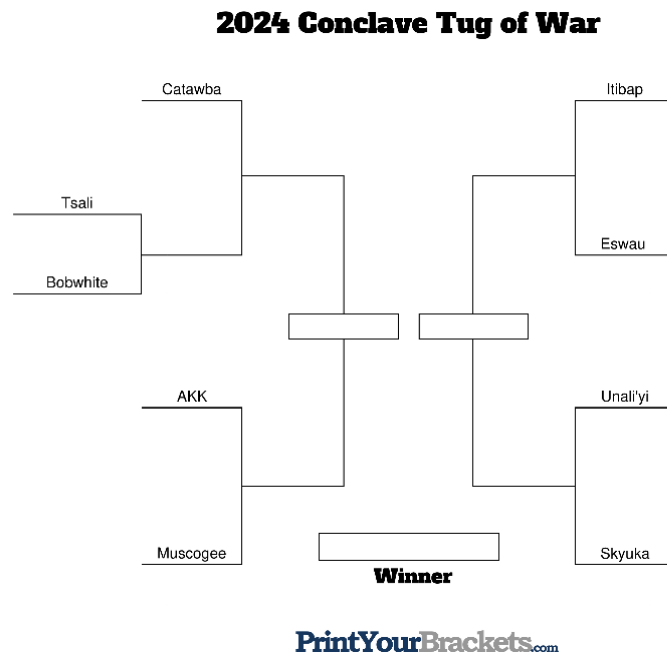 2024 Conclave Tug of War
Catawba
Itibap
Tsali
Eswau
Bobwhite
AKK
Unali'yi
Muscogee
Skyuka
Winner
PrintYourBrackets.com